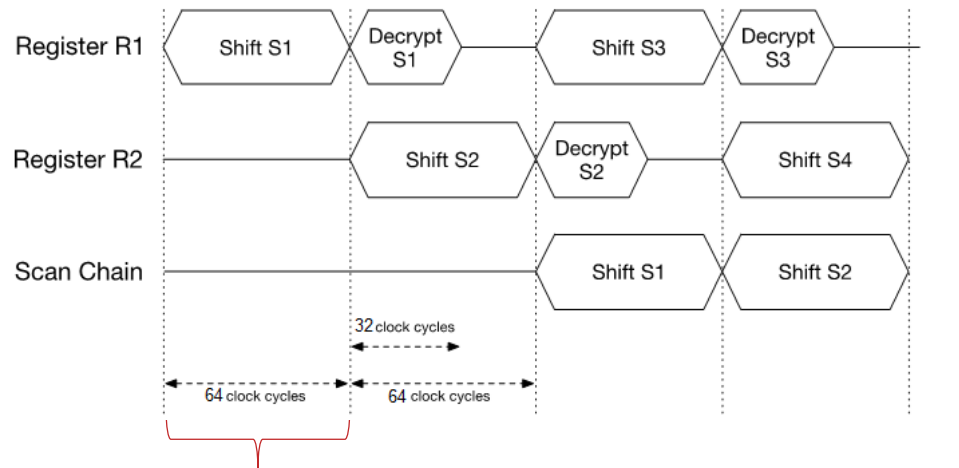 Register R1
Shift S1
Decrypt
S1
Shift S3
Decrypt
S3
Register R2
Shift S2
Decrypt
S2
Shift S4
Scan Chain
Shift S1
Shift S2
32 clock cycles
64 clock cycles
64 clock cycles